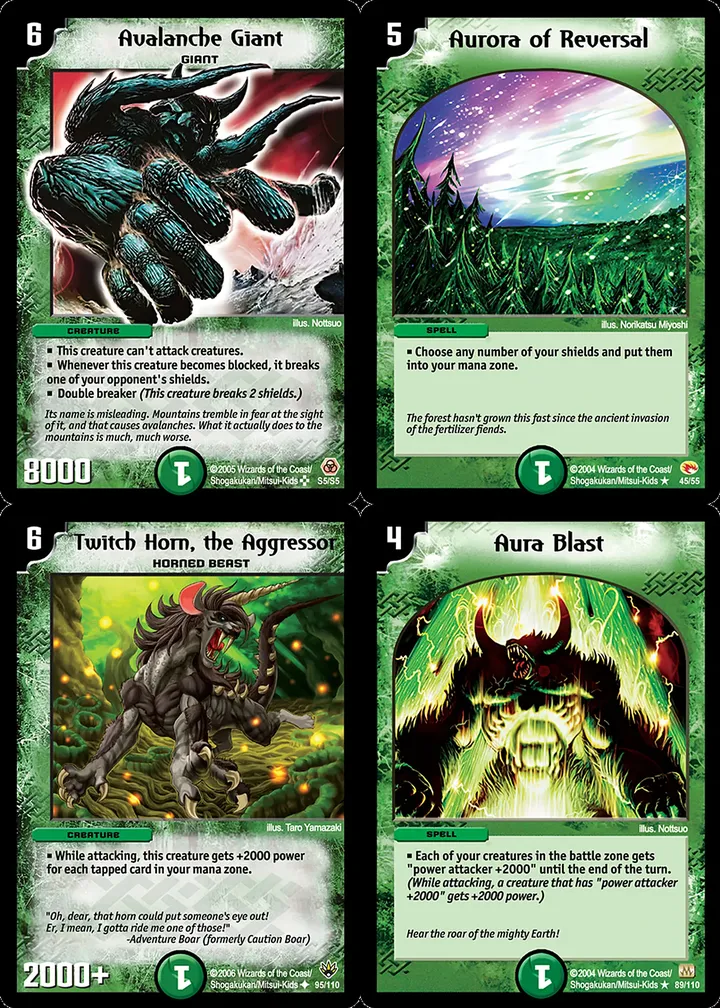 6
Avalanche Giant
GIANT
illus. Nottsuo
CREATURE
■ This creature can't attack creatures.
■ Whenever this creature becomes blocked, it breaks
one of your opponent's shields.
■ Double breaker (This creature breaks 2 shields.)
Its name is misleading. Mountains tremble in fear at the sight
of it, and that causes avalanches. What it actually does to the
mountains is much, much worse.
8000
1
©2005 Wizards of the Coast/
Shogakukan/Mitsui-Kids S5/S5
5
Aurora of Reversal
illus. Norikatsu Miyoshi
SPELL
■ Choose any number of your shields and put them
into your mana zone.
The forest hasn't grown this fast since the ancient invasion
of the fertilizer fiends.
1
©2004 Wizards of the Coast/
Shogakukan/Mitsui-Kids ★ 45/55
6
Twitch Horn, the Aggressor
HORNED BEAST
illus. Taro Yamazaki
CREATURE
■ While attacking, this creature gets +2000 power
for each tapped card in your mana zone.
"Oh, dear, that horn could put someone's eye out!
Er, I mean, I gotta ride me one of those!"
-Adventure Boar (formerly Caution Boar)
2000+
1
©2006 Wizards of the Coast/
Shogakukan/Mitsui-Kids ✦ 95/110
4
Aura Blast
illus. Nottsuo
SPELL
■ Each of your creatures in the battle zone gets
"power attacker +2000" until the end of the turn.
(While attacking, a creature that has "power attacker
+2000" gets +2000 power.)
Hear the roar of the mighty Earth!
1
©2004 Wizards of the Coast/
Shogakukan/Mitsui-Kids ★ 89/110